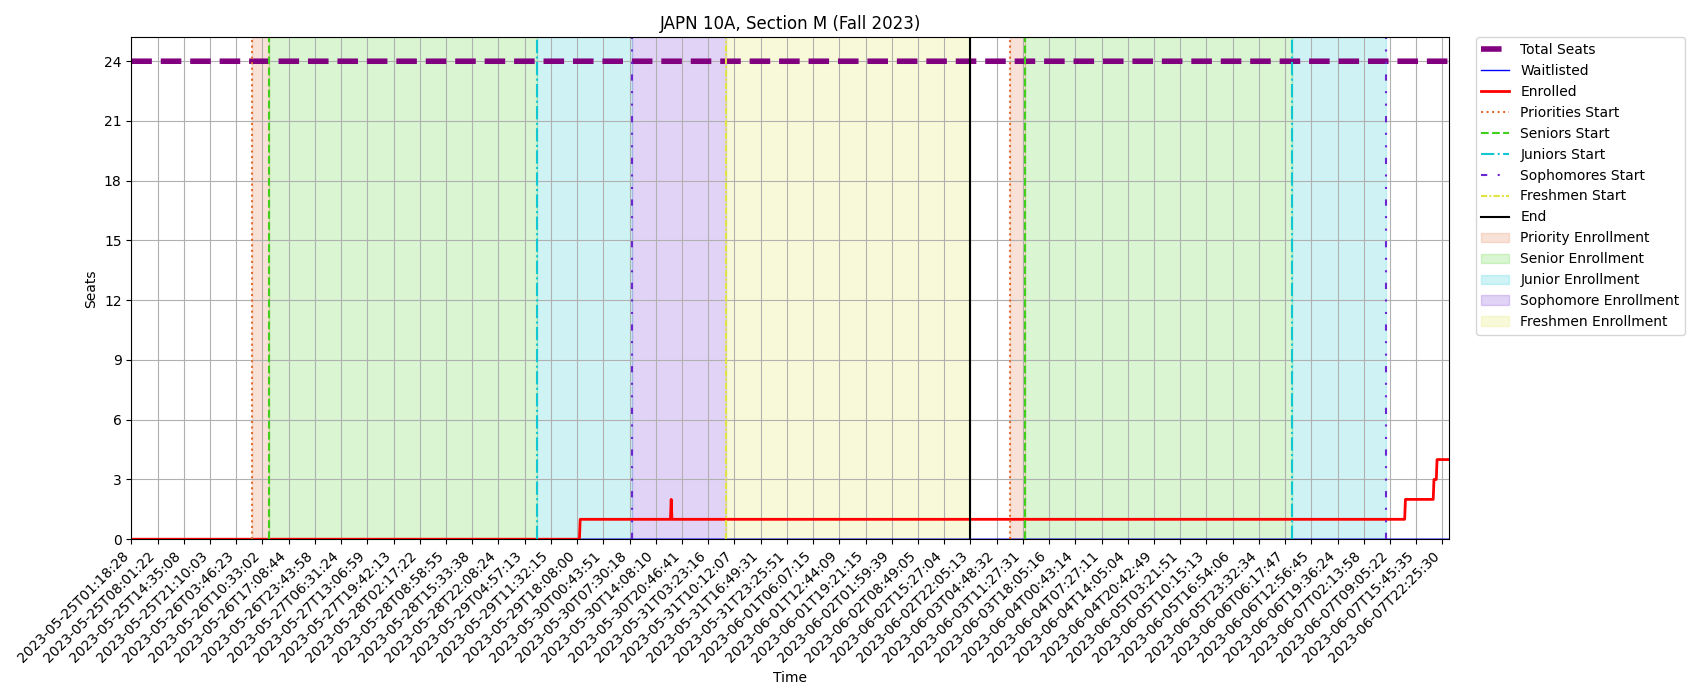 JAPN 10A, Section M (Fall 2023)
Seats
24
21
18
15
12
9
6
3
0
2023-05-25T01:18:28
2023-05-25T08:01:22
2023-05-25T14:35:08
2023-05-25T21:10:03
2023-05-26T03:46:23
2023-05-26T10:33:02
2023-05-26T17:08:44
2023-05-26T23:43:58
2023-05-27T06:31:24
2023-05-27T13:06:59
2023-05-27T19:42:13
2023-05-28T02:17:22
2023-05-28T08:58:55
2023-05-28T15:33:38
2023-05-28T22:08:24
2023-05-29T04:57:13
2023-05-29T11:32:15
2023-05-29T18:08:00
2023-05-30T00:43:51
2023-05-30T07:30:18
2023-05-30T14:08:10
2023-05-30T20:46:41
2023-05-31T03:23:16
2023-05-31T10:12:07
2023-05-31T16:49:31
2023-05-31T23:25:51
2023-06-01T06:07:15
2023-06-01T12:44:09
2023-06-01T19:21:15
2023-06-02T01:59:39
2023-06-02T08:49:05
2023-06-02T15:27:04
2023-06-02T22:05:13
2023-06-03T04:48:32
2023-06-03T11:27:31
2023-06-03T18:05:16
2023-06-04T00:43:14
2023-06-04T07:27:11
2023-06-04T14:05:04
2023-06-04T20:42:49
2023-06-05T03:21:51
2023-06-05T10:15:13
2023-06-05T16:54:06
2023-06-05T23:32:34
2023-06-06T06:17:47
2023-06-06T12:56:45
2023-06-06T19:36:24
2023-06-07T02:13:58
2023-06-07T09:05:22
2023-06-07T15:45:35
2023-06-07T22:25:30
Time
Total Seats
Waitlisted
Enrolled
Priorities Start
Seniors Start
Juniors Start
Sophomores Start
Freshmen Start
End
Priority Enrollment
Senior Enrollment
Junior Enrollment
Sophomore Enrollment
Freshmen Enrollment